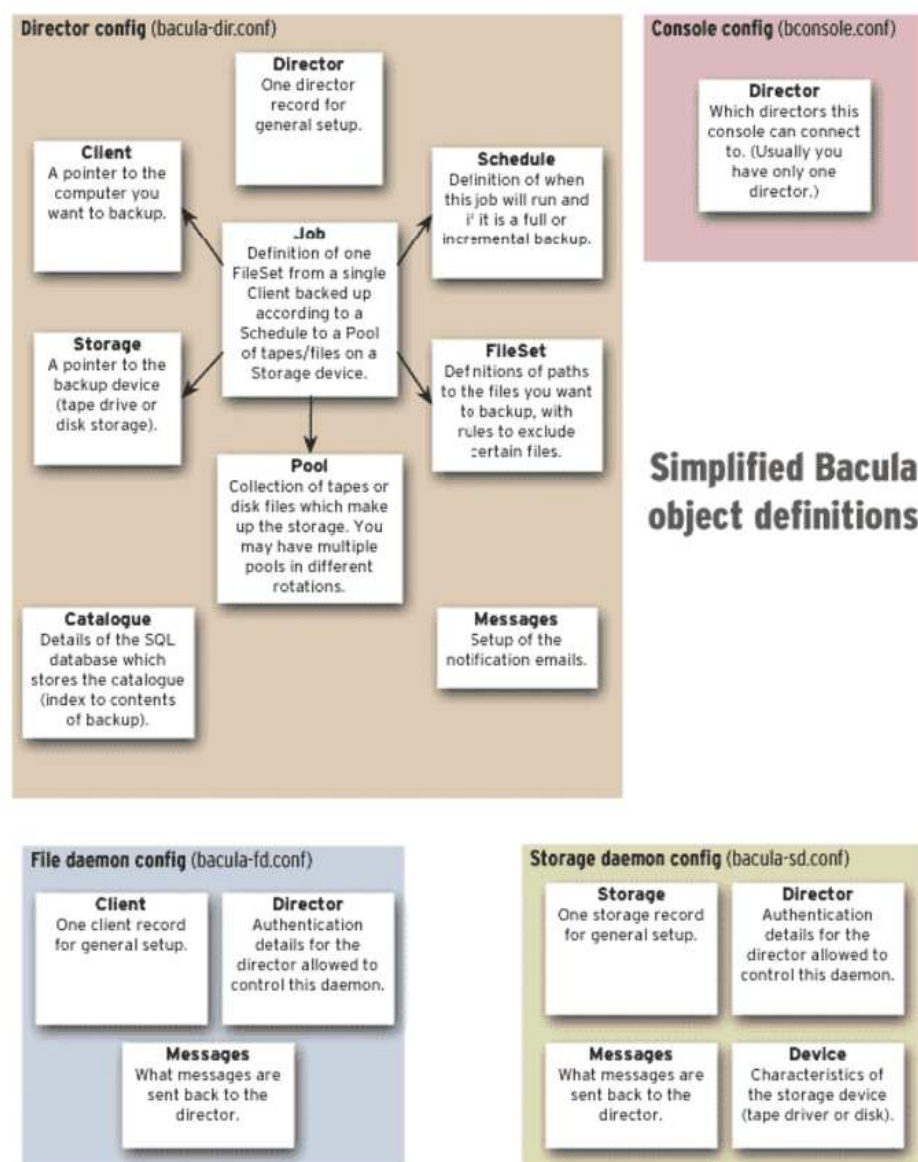 Director config (bacula-dir.conf)
Director
One director
record for
general setup.
Client
A pointer to the
computer you
want to backup.
Schedule
Definition of when
this job will run and
if it is a full or
incremental backup.
Job
Definition of one
FileSet from a single
Client backed up
according to a
Schedule to a Pool
of tapes/files on a
Storage device.
Storage
A pointer to the
backup device
(tape drive or
disk storage).
FileSet
Definitions of paths
to the files you want
to backup, with
rules to exclude
certain files.
Pool
Collection of tapes or
disk files which make
up the storage. You
may have multiple
pools in different
rotations.
Catalogue
Details of the SQL
database which
stores the catalogue
(index to contents
of backup).
Messages
Setup of the
notification emails.
Console config (bconsole.conf)
Director
Which directors this
console can connect
to. (Usually you
have only one
director.)
Simplified Bacula
object definitions
File daemon config (bacula-fd.conf)
Client
One client record
for general setup.
Director
Authentication
details for the
director allowed to
control this daemon.
Messages
What messages are
sent back to the
director.
Storage daemon config (bacula-sd.conf)
Storage
One storage record
for general setup.
Director
Authentication
details for the
director allowed to
control this daemon.
Messages
What messages are
sent back to the
director.
Device
Characteristics of
the storage device
(tape driver or disk).